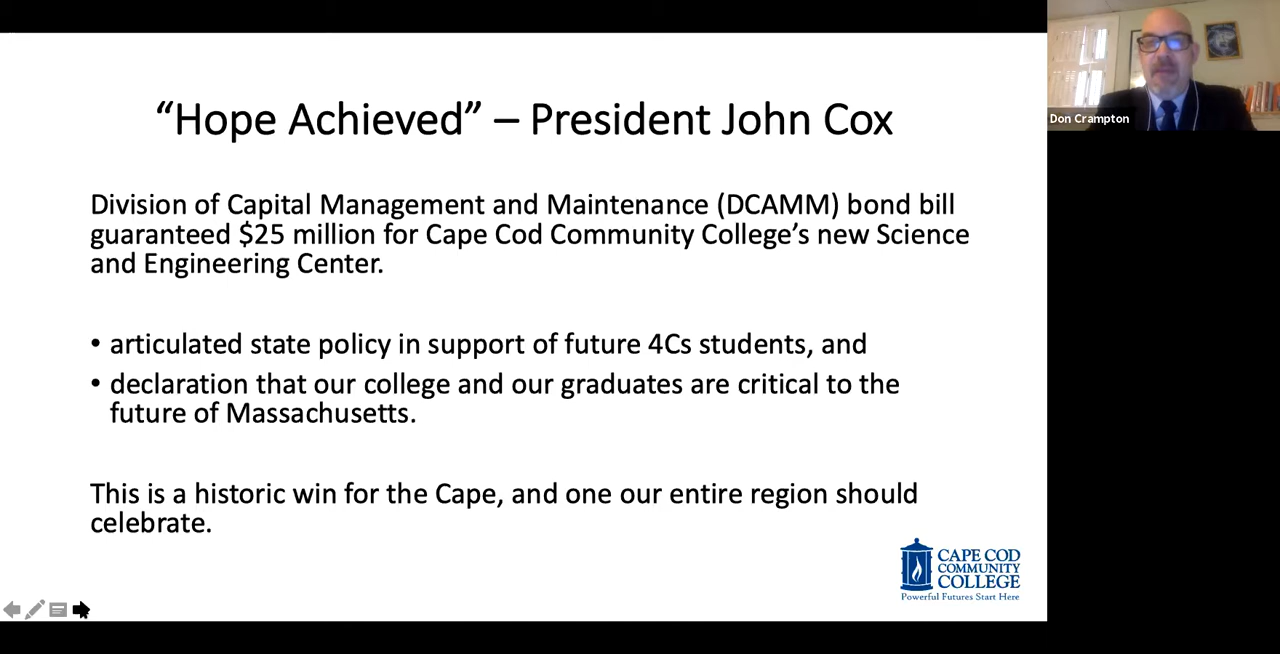 “Hope Achieved” – President John Cox
Division of Capital Management and Maintenance (DCAMM) bond bill
guaranteed $25 million for Cape Cod Community College’s new Science
and Engineering Center.
• articulated state policy in support of future 4Cs students, and
• declaration that our college and our graduates are critical to the
future of Massachusetts.
This is a historic win for the Cape, and one our entire region should
celebrate.
CAPE COD
COMMUNITY
COLLEGE
Powerful Futures Start Here
Don Crampton